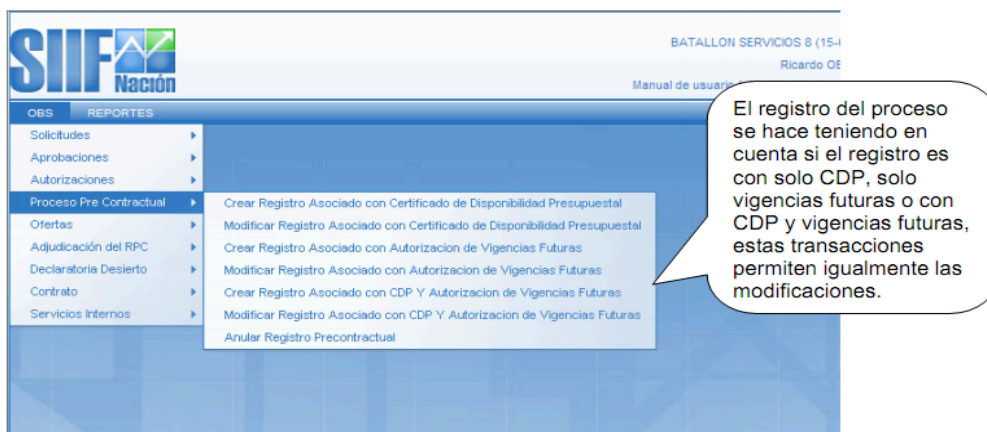 SIIF
Nación
BATALLON SERVICIOS 8 (15-
Ricardo OB
Manual de usuario
OBS REPORTES
Solicitudes
Aprobaciones
Autorizaciones
Proceso Pre Contractual
Ofertas
Adjudicación del RPC
Declaratoria Desierto
Contrato
Servicios Internos
Crear Registro Asociado con Certificado de Disponibilidad Presupuestal
Modificar Registro Asociado con Certificado de Disponibilidad Presupuestal
Crear Registro Asociado con Autorizacion de Vigencias Futuras
Modificar Registro Asociado con Autorizacion de Vigencias Futuras
Crear Registro Asociado con CDP Y Autorizacion de Vigencias Futuras
Modificar Registro Asociado con CDP Y Autorizacion de Vigencias Futuras
Anular Registro Precontractual
El registro del proceso
se hace teniendo en
cuenta si el registro es
con solo CDP, solo
vigencias futuras o con
CDP y vigencias futuras,
estas transacciones
permiten igualmente las
modificaciones.